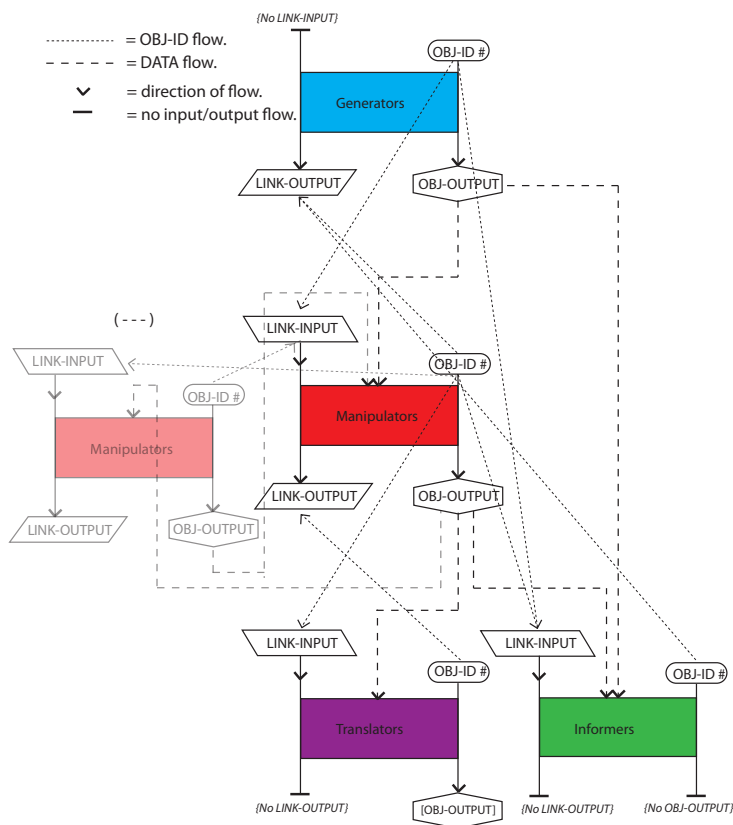 {No LINK-INPUT}
= OBJ-ID flow.
= DATA flow.
= direction of flow.
= no input/output flow.
OBJ-ID #
Generators
LINK-OUTPUT
OBJ-OUTPUT
(---)
LINK-INPUT
LINK-INPUT
OBJ-ID #
OBJ-ID #
Manipulators
Manipulators
LINK-OUTPUT
OBJ-OUTPUT
LINK-OUTPUT
OBJ-OUTPUT
LINK-INPUT
LINK-INPUT
OBJ-ID #
OBJ-ID #
Translators
Informers
{No LINK-OUTPUT}
[OBJ-OUTPUT]
{No LINK-OUTPUT}
{No OBJ-OUTPUT}